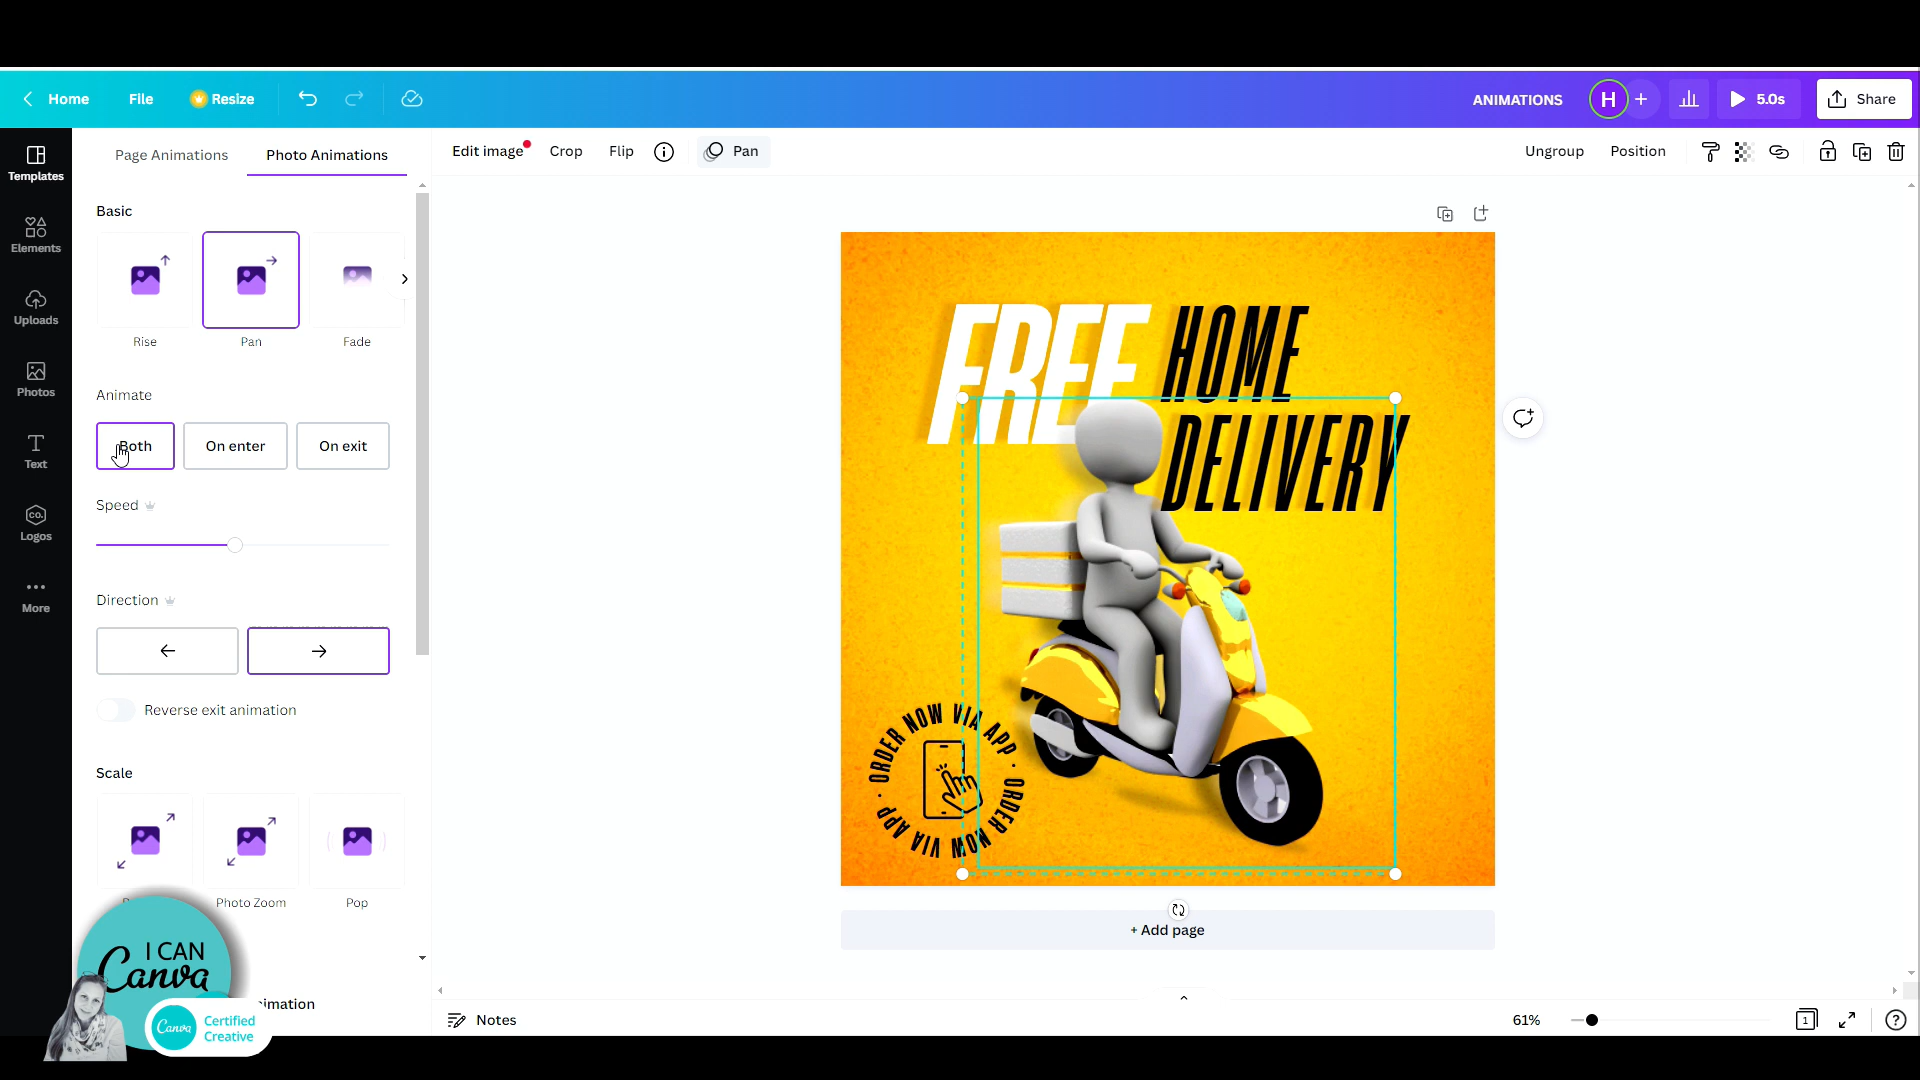 Home File Resize
ANIMATIONS H + 5.0s Share
Templates
Elements
Uploads
Photos
Text
CO.
Logos
More
Page Animations Photo Animations
Basic
Rise Pan Fade
Animate
Both On enter On exit
Speed
Direction
Reverse exit animation
Scale
Photo Zoom Pop
Edit image Crop Flip Pan
Ungroup Position
FREE HOME
DELIVERY
ORDER NOW VIA APP · ORDER NOW VIA APP ·
+ Add page
Notes
61% 1 ?
I CAN
Canva
Canva Certified
Creative